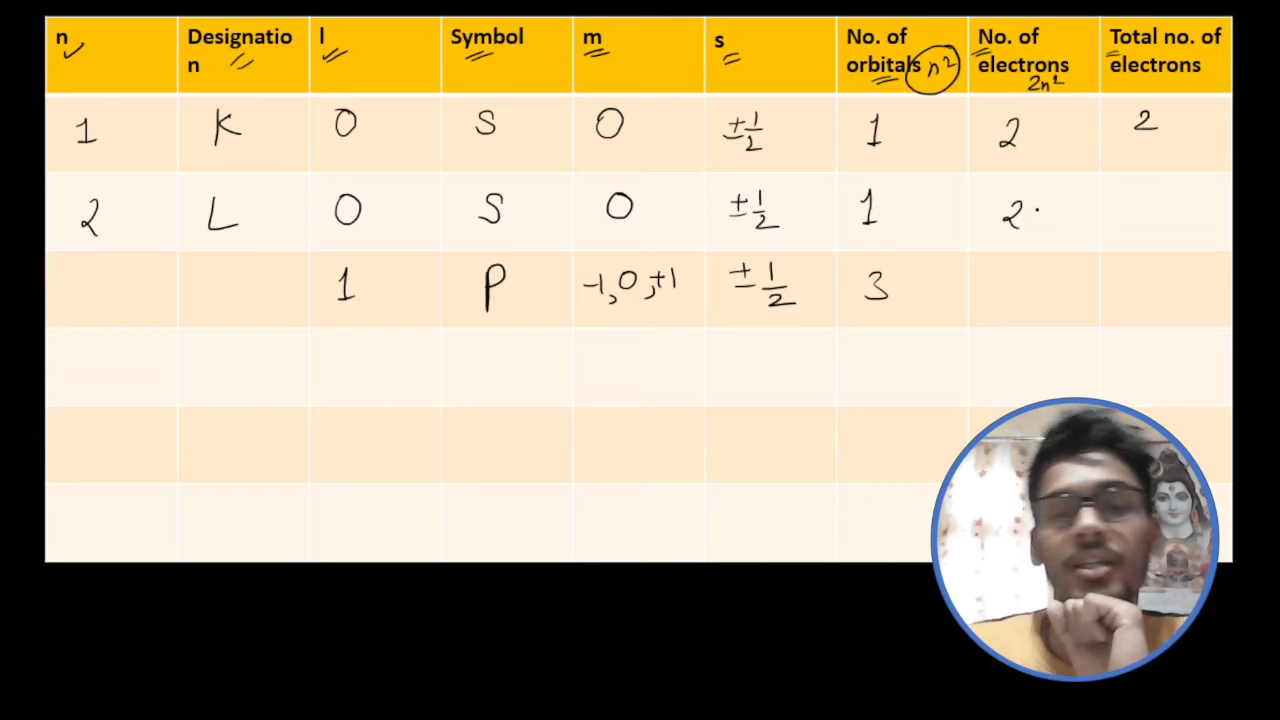 n Designatio l Symbol m s No. of No. of Total no. of
n orbitals n² electrons electrons
2n²
1 K 0 S 0 ±1/2 1 2 2
2 L 0 S 0 ±1/2 1 2
1 P -1, 0, +1 ±1/2 3